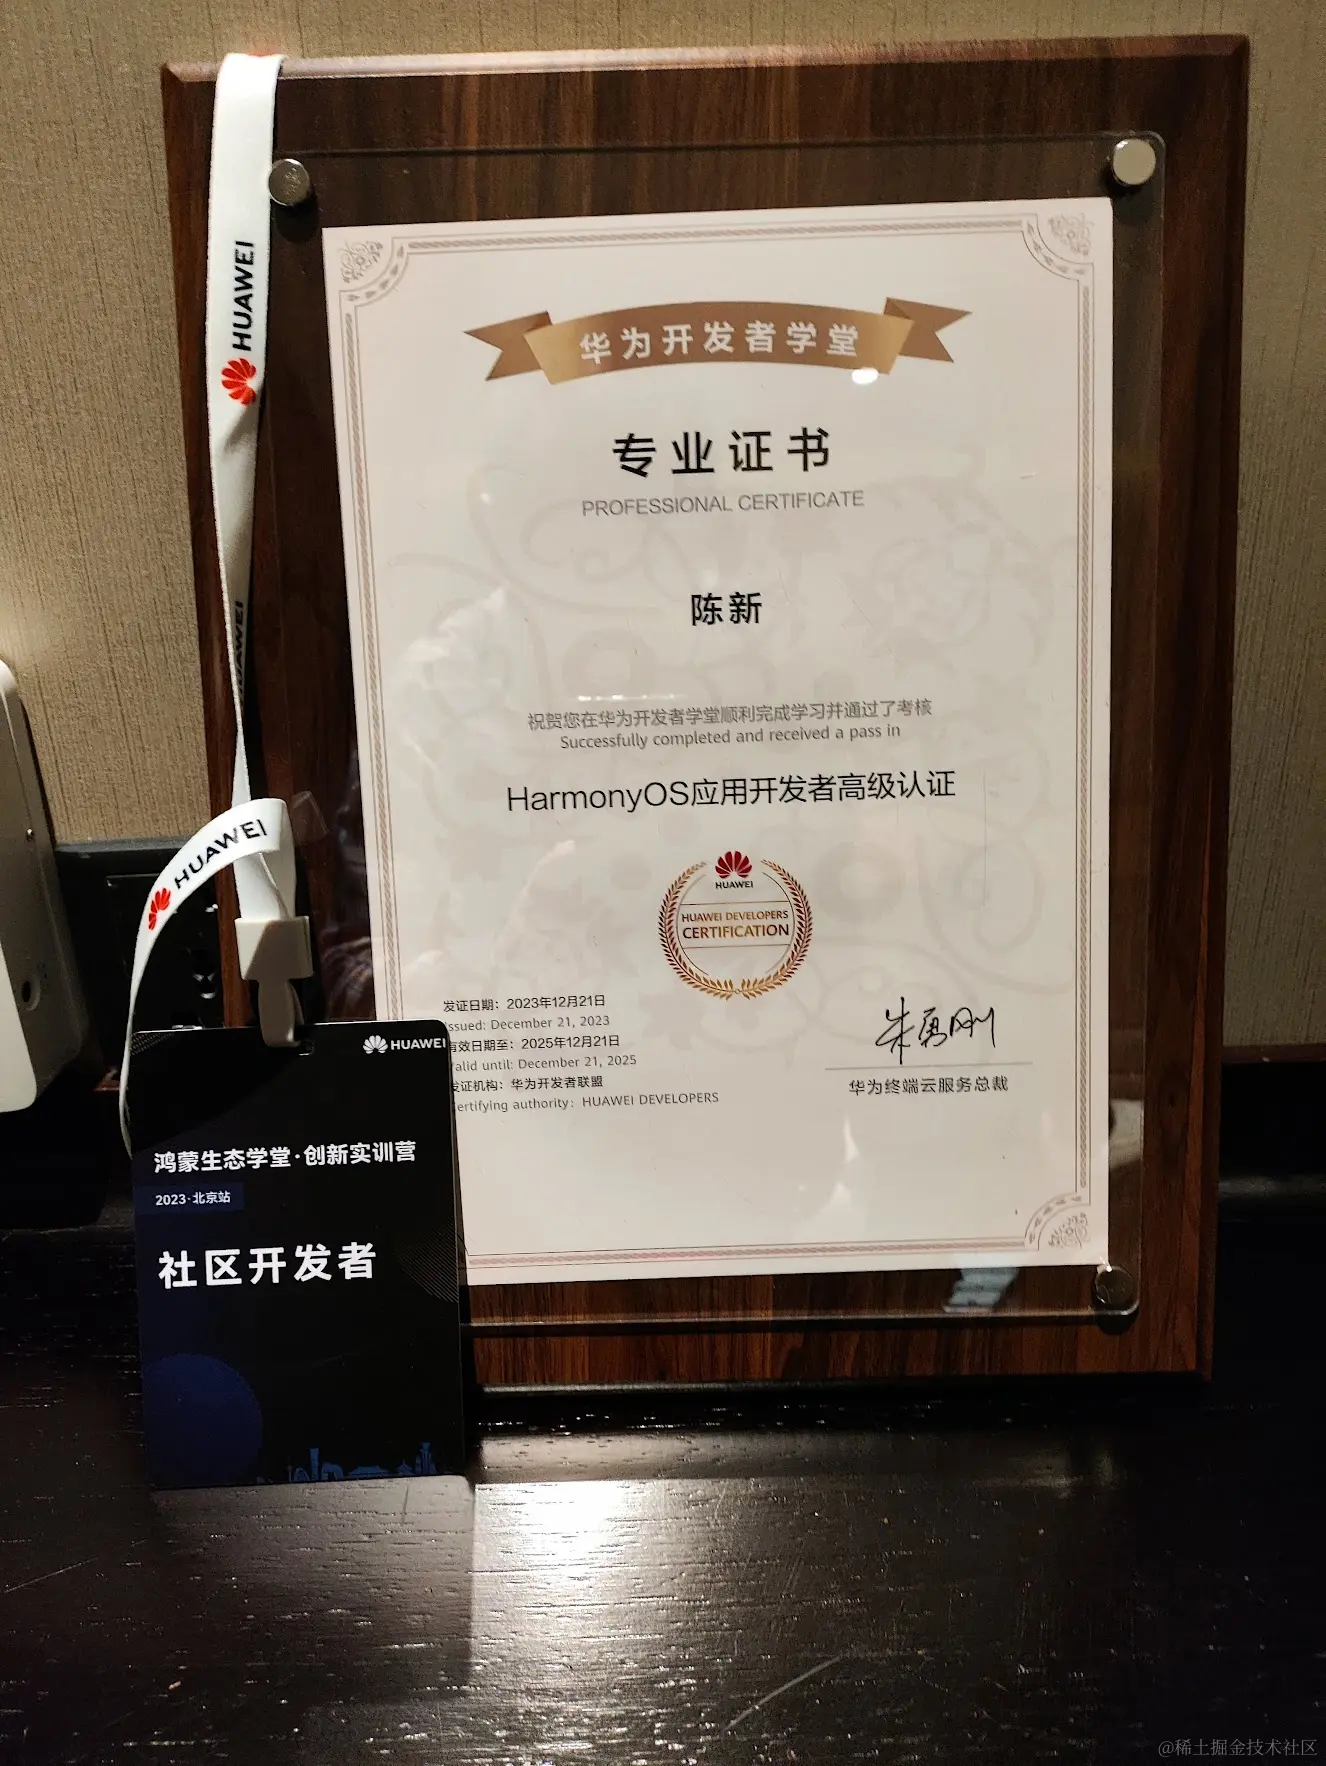 HUAWEI
HUAWEI
HUAWEI
华为开发者学堂
专业证书
PROFESSIONAL CERTIFICATE
陈新
祝贺您在华为开发者学堂顺利完成学习并通过了考核
Successfully completed and received a pass in
HarmonyOS应用开发者高级认证
HUAWEI
HUAWEI DEVELOPERS
CERTIFICATION
发证日期：2023年12月21日
ssued: December 21, 2023
有效日期至：2025年12月21日
alid until: December 21, 2025
发证机构：华为开发者联盟
ertifying authority: HUAWEI DEVELOPERS
朱勇刚
华为终端云服务总裁
HUAWEI
鸿蒙生态学堂·创新实训营
2023·北京站
社区开发者
@稀土掘金技术社区